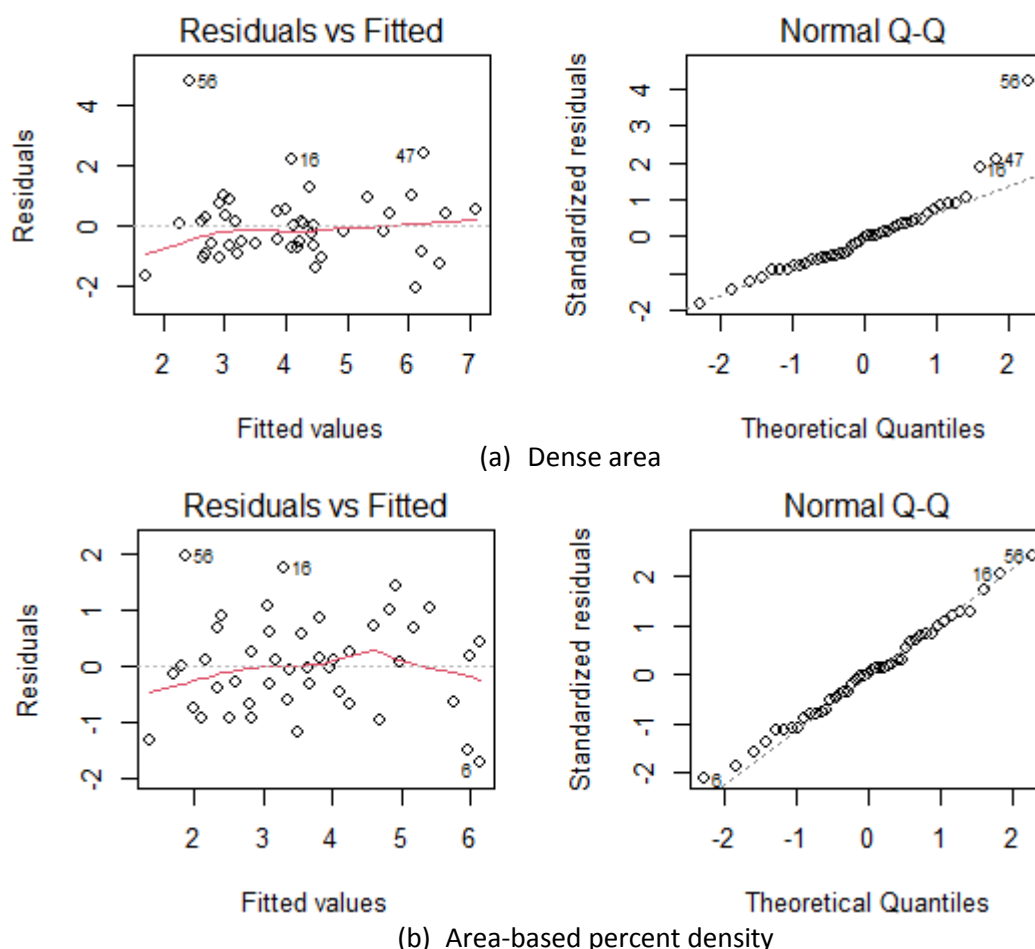 Residuals vs Fitted
Normal Q-Q
Residuals
4
2
0
-2
56
16
47
2 3 4 5 6 7
Fitted values
Standardized residuals
4
3
2
1
0
-2
56
47
16
-2 -1 0 1 2
Theoretical Quantiles
(a) Dense area
Residuals vs Fitted
Normal Q-Q
Residuals
2
1
0
-1
-2
56
16
6
2 3 4 5 6
Fitted values
Standardized residuals
2
1
0
-1
-2
56
16
6
-2 -1 0 1 2
Theoretical Quantiles
(b) Area-based percent density